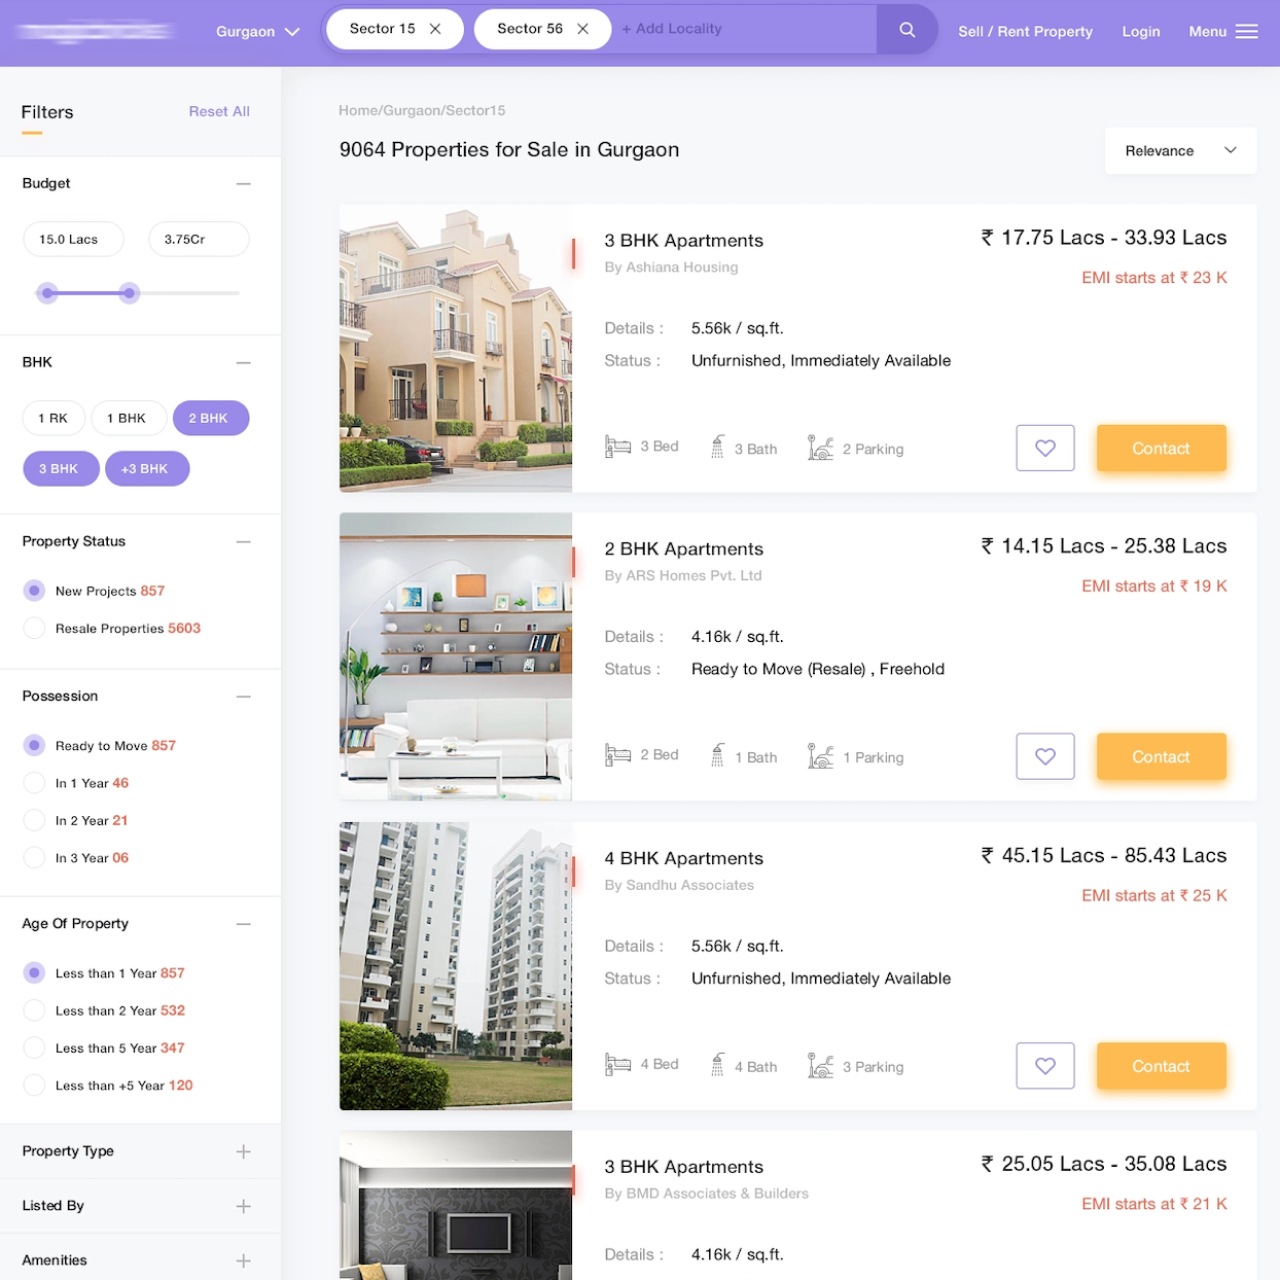 Gurgaon
Sector 15
Sector 56
+ Add Locality
Sell / Rent Property
Login
Menu
Filters
Reset All
Budget
15.0 Lacs
3.75Cr
BHK
1 RK
1 BHK
2 BHK
3 BHK
+3 BHK
Property Status
New Projects 857
Resale Properties 5603
Possession
Ready to Move 857
In 1 Year 46
In 2 Year 21
In 3 Year 06
Age Of Property
Less than 1 Year 857
Less than 2 Year 532
Less than 5 Year 347
Less than +5 Year 120
Property Type
Listed By
Amenities
Home/Gurgaon/Sector15
9064 Properties for Sale in Gurgaon
Relevance
3 BHK Apartments
₹ 17.75 Lacs - 33.93 Lacs
By Ashiana Housing
EMI starts at ₹ 23 K
Details : 5.56k / sq.ft.
Status : Unfurnished, Immediately Available
3 Bed
3 Bath
2 Parking
Contact
2 BHK Apartments
₹ 14.15 Lacs - 25.38 Lacs
By ARS Homes Pvt. Ltd
EMI starts at ₹ 19 K
Details : 4.16k / sq.ft.
Status : Ready to Move (Resale) , Freehold
2 Bed
1 Bath
1 Parking
Contact
4 BHK Apartments
₹ 45.15 Lacs - 85.43 Lacs
By Sandhu Associates
EMI starts at ₹ 25 K
Details : 5.56k / sq.ft.
Status : Unfurnished, Immediately Available
4 Bed
4 Bath
3 Parking
Contact
3 BHK Apartments
₹ 25.05 Lacs - 35.08 Lacs
By BMD Associates & Builders
EMI starts at ₹ 21 K
Details : 4.16k / sq.ft.